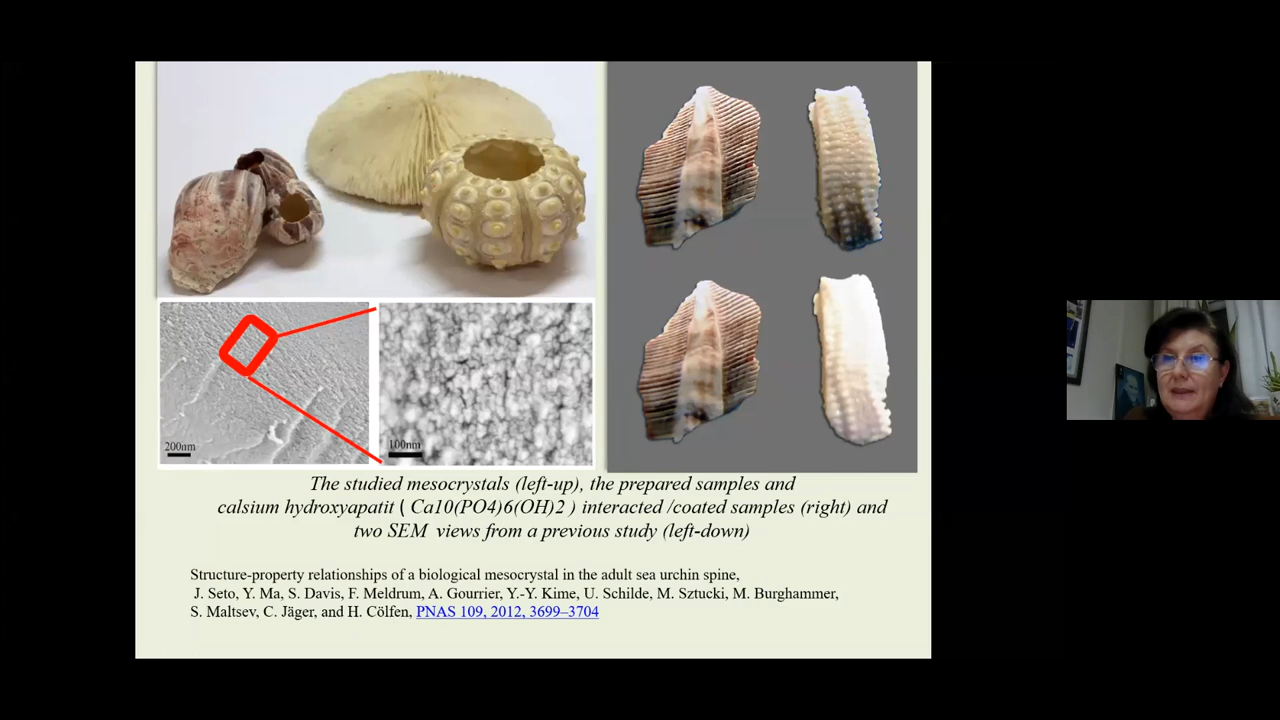 200nm
100nm
The studied mesocrystals (left-up), the prepared samples and
calsium hydroxyapatit ( Ca10(PO4)6(OH)2 ) interacted /coated samples (right) and
two SEM views from a previous study (left-down)
Structure-property relationships of a biological mesocrystal in the adult sea urchin spine,
J. Seto, Y. Ma, S. Davis, F. Meldrum, A. Gourrier, Y.-Y. Kime, U. Schilde, M. Sztucki, M. Burghammer,
S. Maltsev, C. Jäger, and H. Cölfen, PNAS 109, 2012, 3699–3704